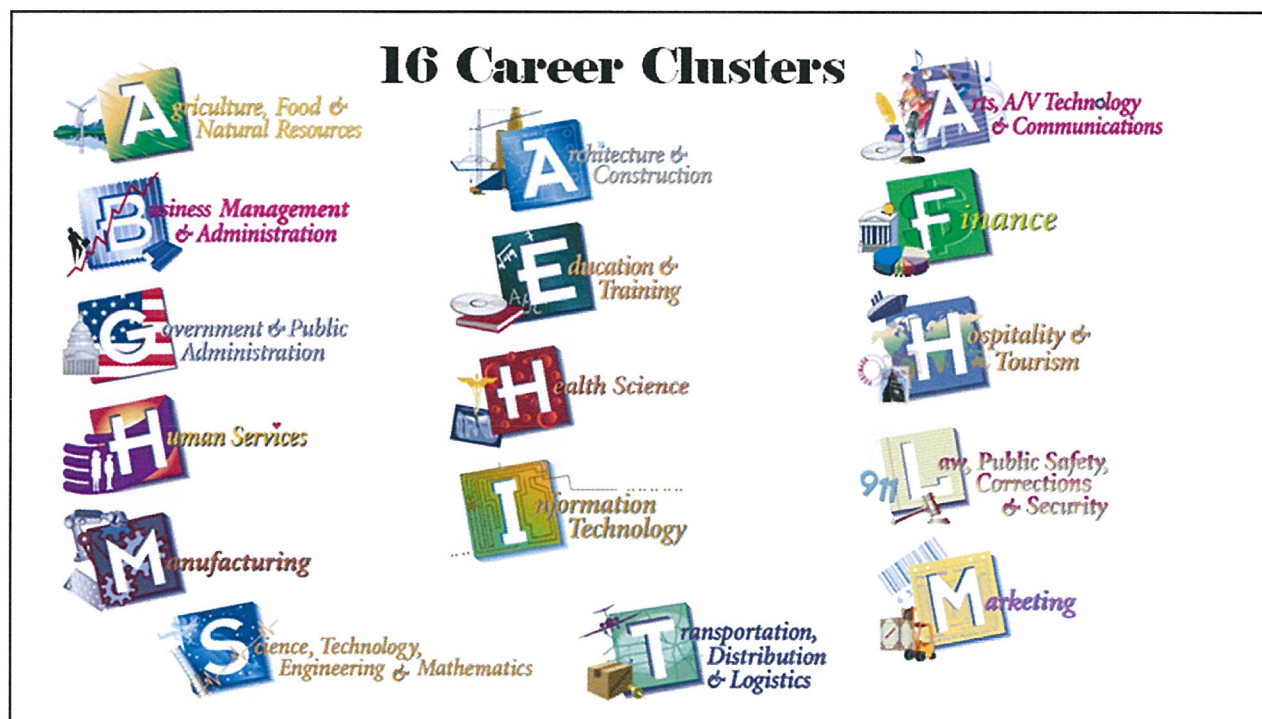 16 Career Clusters
Agriculture, Food &
Natural Resources
Architecture &
Construction
Arts, A/V Technology
& Communications
Business Management
& Administration
Education &
Training
ABC
Finance
Government & Public
Administration
Health Science
Hospitality &
Tourism
Human Services
Information
Technology
911
Law, Public Safety,
Corrections
& Security
Manufacturing
Marketing
Science, Technology,
Engineering & Mathematics
Transportation,
Distribution
& Logistics